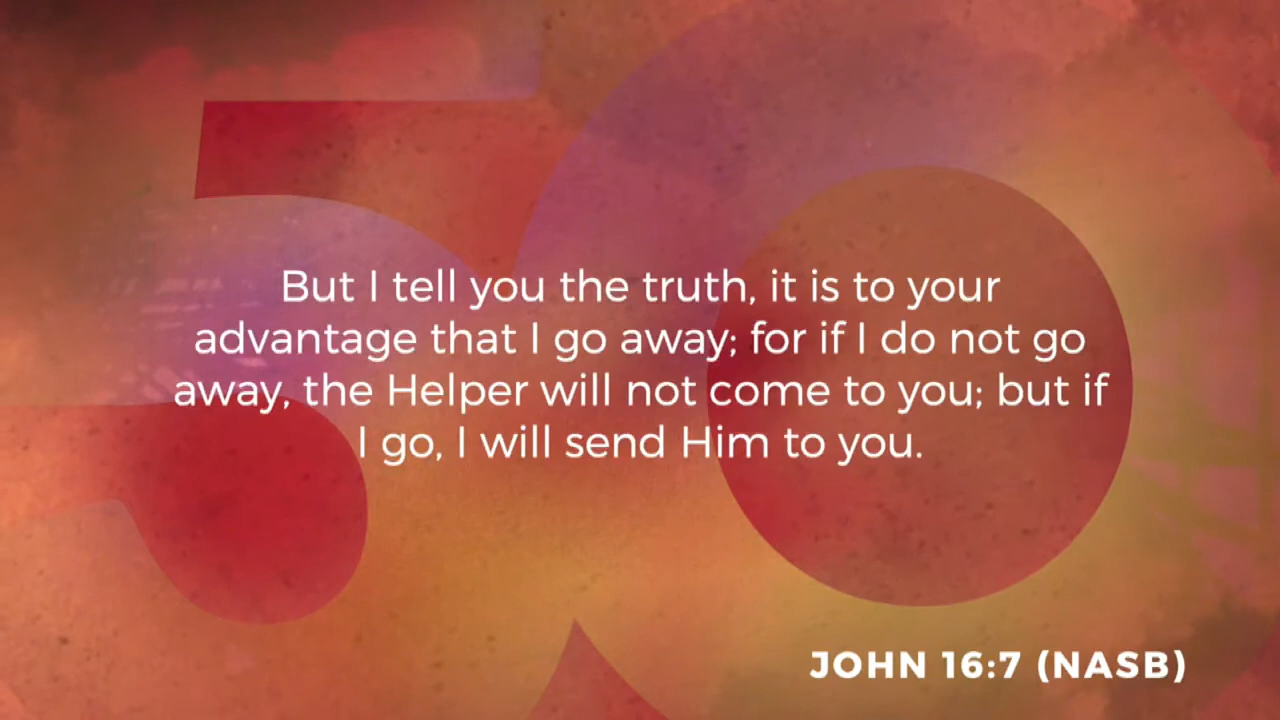 But I tell you the truth, it is to your
advantage that I go away; for if I do not go
away, the Helper will not come to you; but if
I go, I will send Him to you.
JOHN 16:7 (NASB)
50